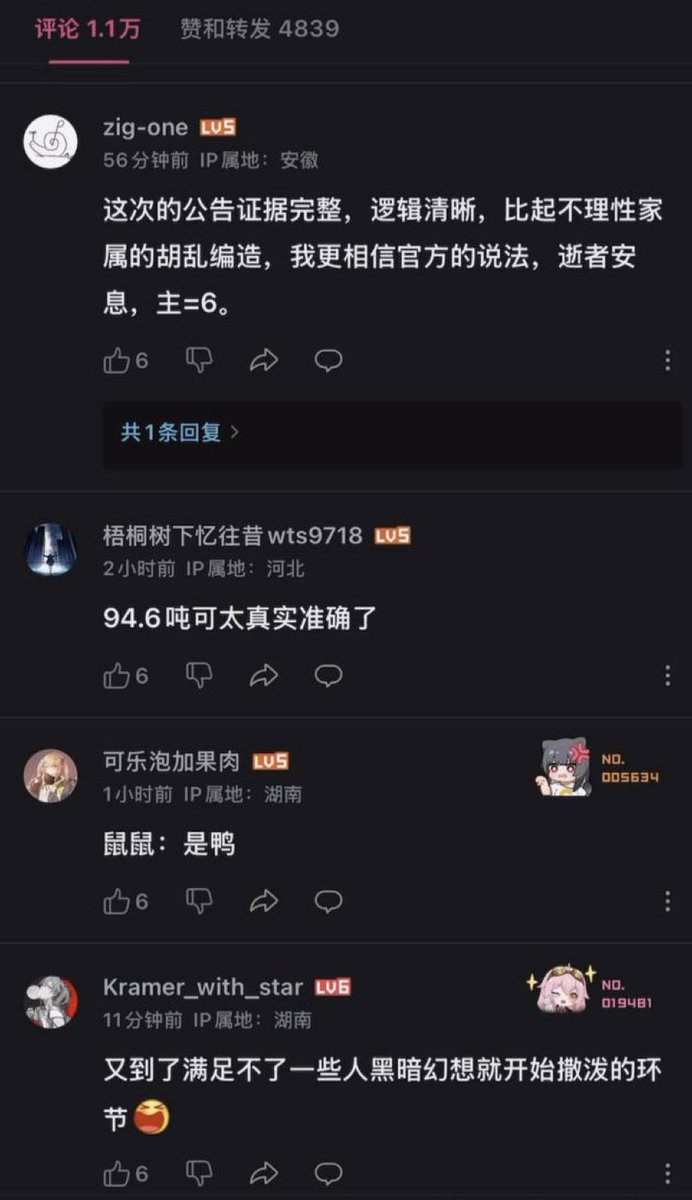 评论 1.1万 赞和转发 4839
zig-one LV5
56分钟前 IP属地：安徽
这次的公告证据完整，逻辑清晰，比起不理性家
属的胡乱编造，我更相信官方的说法，逝者安
息，主=6。
6
共1条回复 >
梧桐树下忆往昔wts9718 LV5
2小时前 IP属地：河北
94.6吨可太真实准确了
6
可乐泡加果肉 LV5
NO.
005634
1小时前 IP属地：湖南
鼠鼠：是鸭
6
Kramer_with_star LV6
NO.
019481
11分钟前 IP属地：湖南
又到了满足不了一些人黑暗幻想就开始撒泼的环
节😆
6